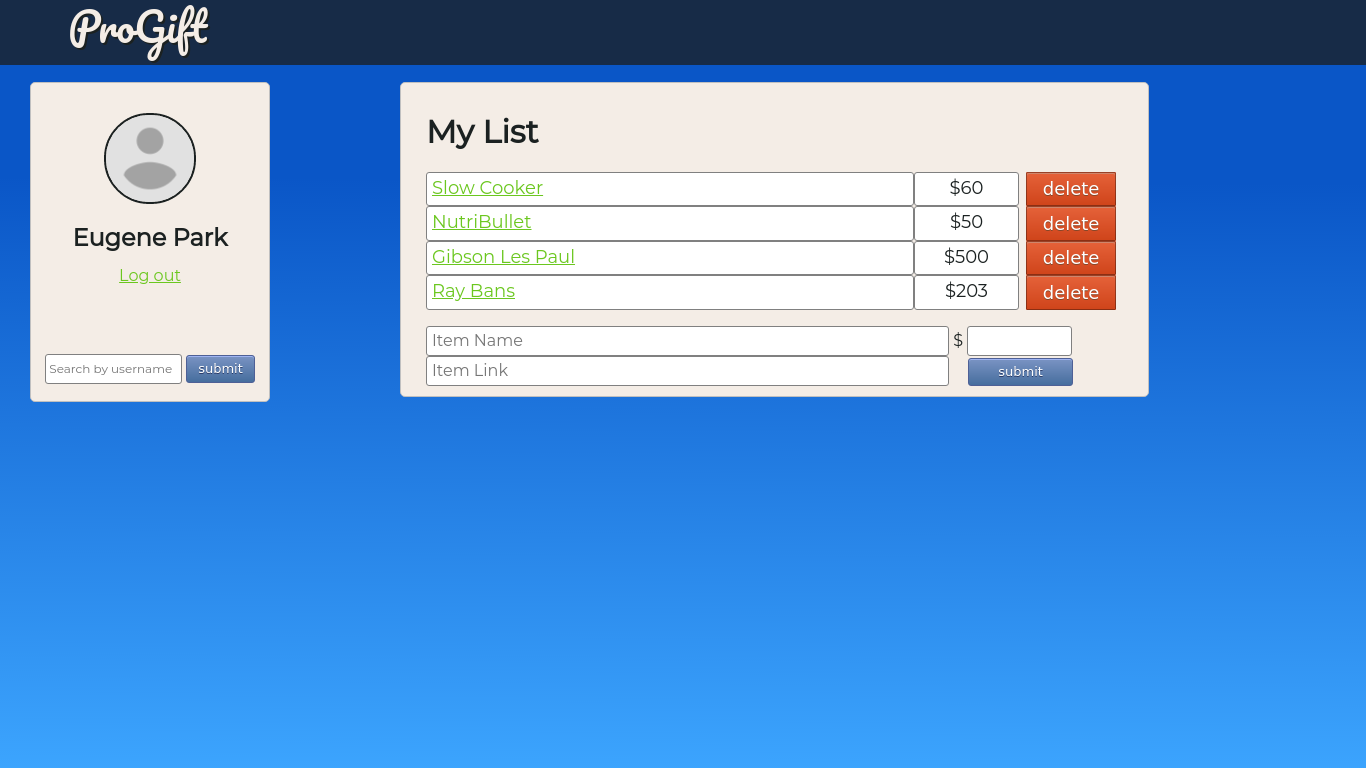 ProGift
Eugene Park
Log out
Search by username submit
My List
Slow Cooker $60 delete
NutriBullet $50 delete
Gibson Les Paul $500 delete
Ray Bans $203 delete
Item Name $
Item Link submit